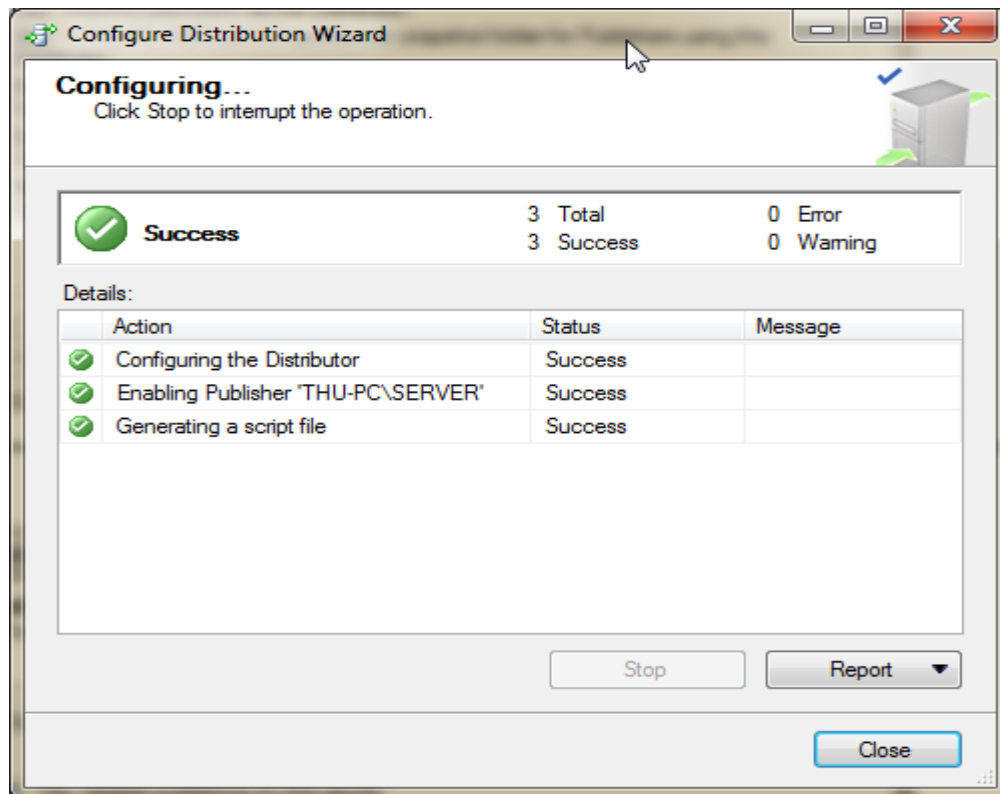 Configure Distribution Wizard
Configuring...
Click Stop to interrupt the operation.
Success
3 Total
0 Error
3 Success
0 Warning
Details:
Action Status Message
Configuring the Distributor Success
Enabling Publisher "THU-PC\SERVER" Success
Generating a script file Success
Stop
Report
Close